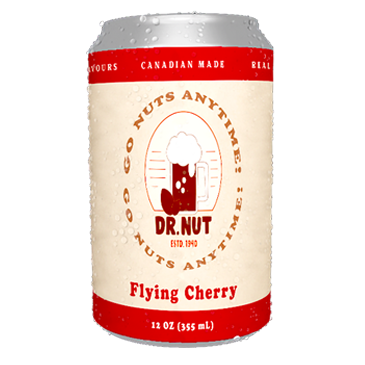 VOURS CANADIAN MADE REAL
GO NUTS ANYTIME!
DR.NUT
ESTD. 1940
GO NUTS ANYTIME!
Flying Cherry
12 OZ (355 mL)